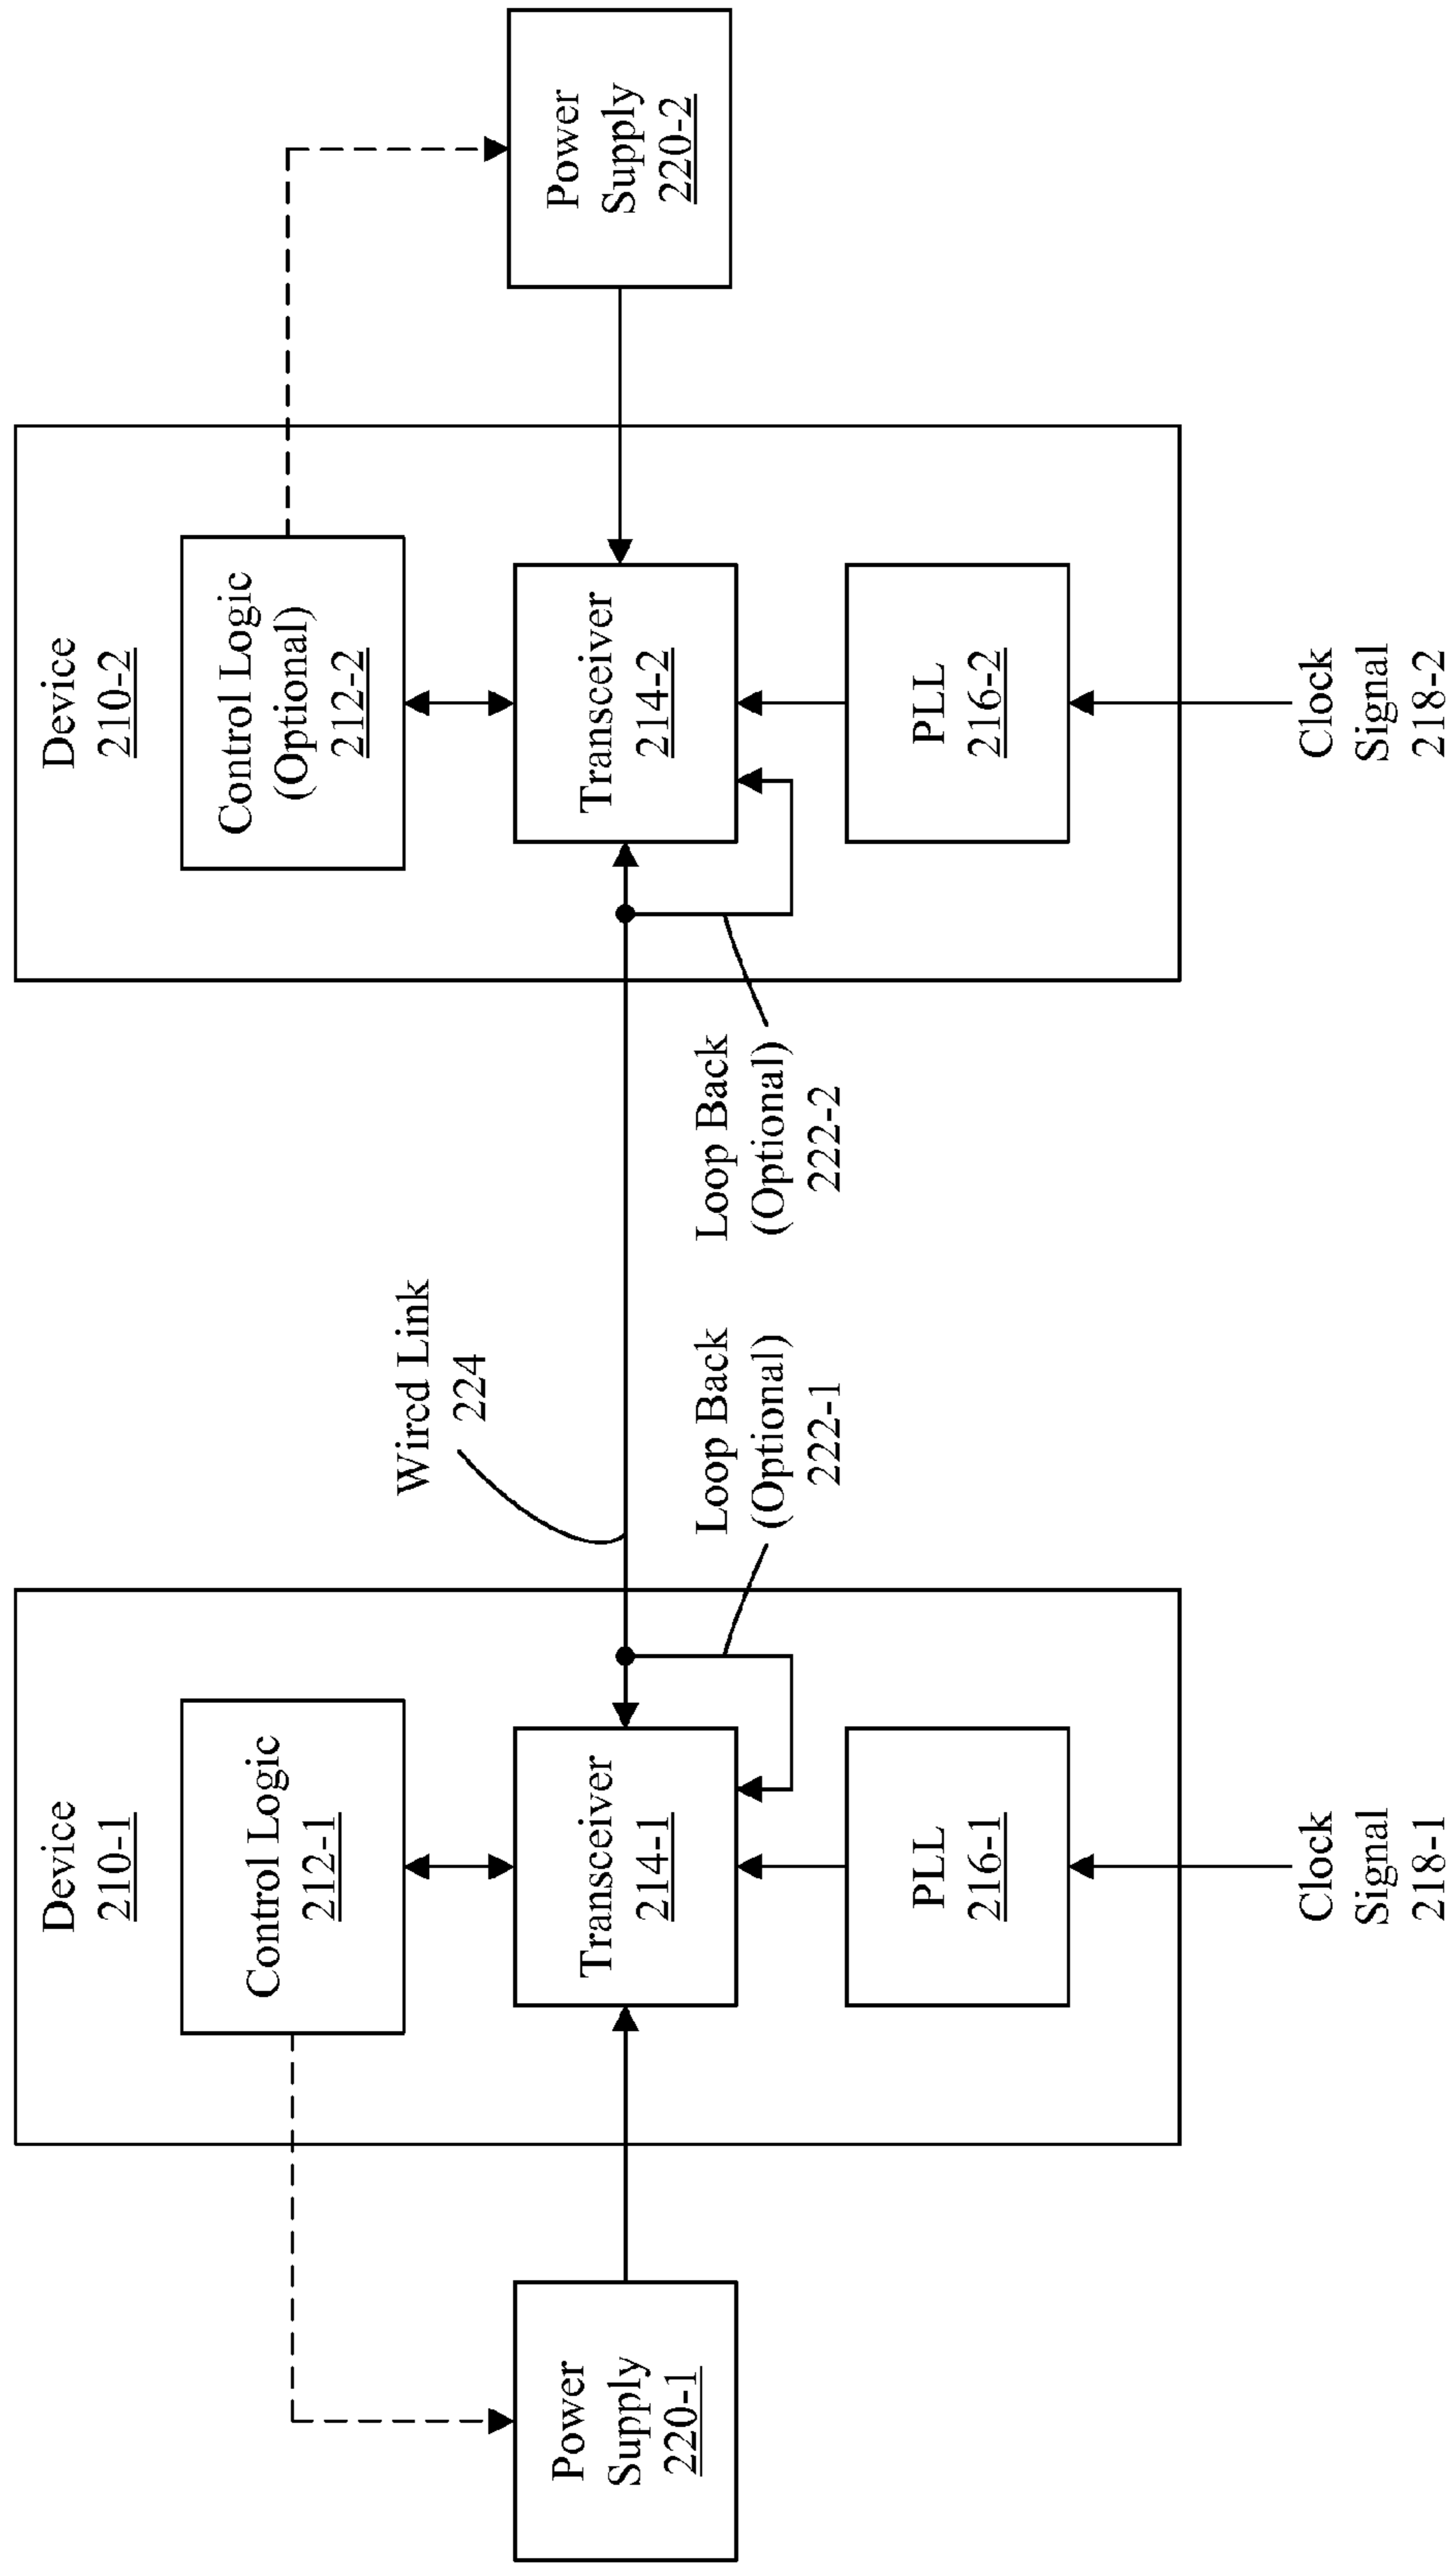 Device
210-1
Control Logic
212-1
Transceiver
214-1
PLL
216-1
Clock
Signal
218-1
Power
Supply
220-1
Wired Link
224
Loop Back
(Optional)
222-1
Loop Back
(Optional)
222-2
Device
210-2
Control Logic
(Optional)
212-2
Transceiver
214-2
PLL
216-2
Clock
Signal
218-2
Power
Supply
220-2